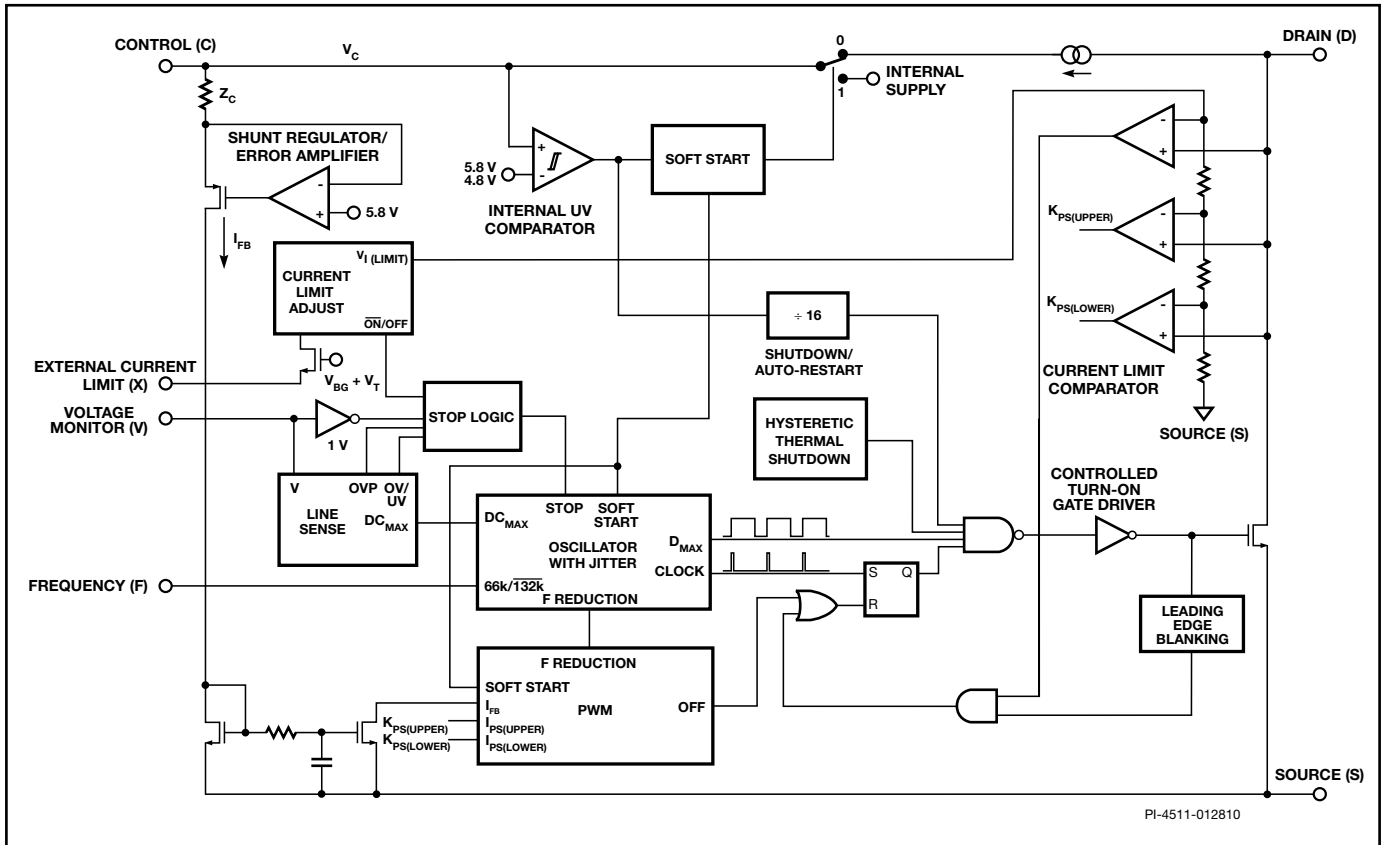 CONTROL (C)
V_C
0
DRAIN (D)
Z_C
1
INTERNAL
SUPPLY
SHUNT REGULATOR/
ERROR AMPLIFIER
-
+
5.8 V
I_FB
+
-
5.8 V
4.8 V
INTERNAL UV
COMPARATOR
SOFT START
-
+
K_PS(UPPER)
-
+
K_PS(LOWER)
-
+
CURRENT LIMIT
COMPARATOR
SOURCE (S)
V_I (LIMIT)
CURRENT
LIMIT
ADJUST
O̅N̅/OFF
÷ 16
SHUTDOWN/
AUTO-RESTART
EXTERNAL CURRENT
LIMIT (X)
V_BG + V_T
VOLTAGE
MONITOR (V)
1 V
STOP LOGIC
HYSTERETIC
THERMAL
SHUTDOWN
V
OVP
OV/
UV
LINE
SENSE
DC_MAX
DC_MAX
STOP
SOFT
START
OSCILLATOR
WITH JITTER
D_MAX
CLOCK
66k/1̅3̅2̅k̅
F REDUCTION
FREQUENCY (F)
S
Q
R
CONTROLLED
TURN-ON
GATE DRIVER
LEADING
EDGE
BLANKING
F REDUCTION
SOFT START
PWM
OFF
I_FB
K_PS(UPPER)
I_PS(UPPER)
K_PS(LOWER)
I_PS(LOWER)
SOURCE (S)
PI-4511-012810